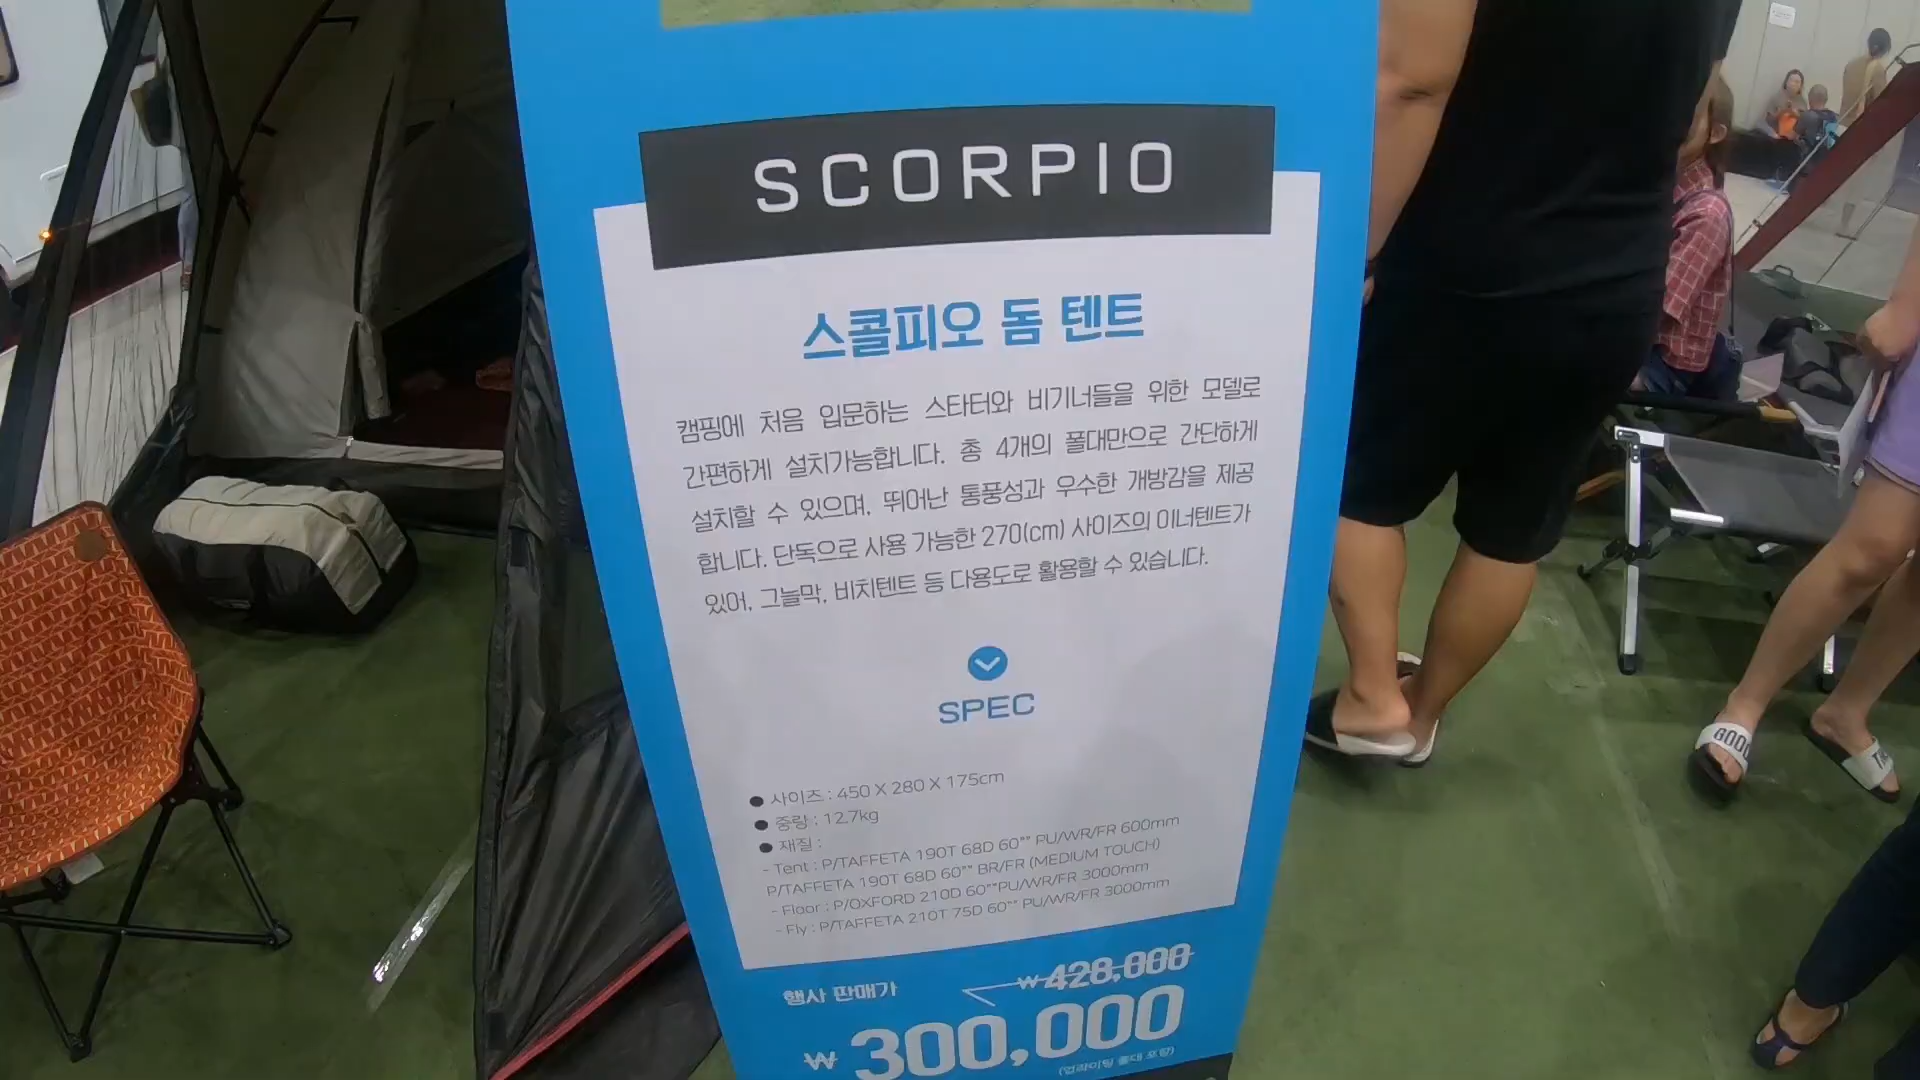 SCORPIO
스콜피오 돔 텐트
캠핑에 처음 입문하는 스타터와 비기너들을 위한 모델로
간편하게 설치가능합니다. 총 4개의 폴대만으로 간단하게
설치할 수 있으며, 뛰어난 통풍성과 우수한 개방감을 제공
합니다. 단독으로 사용 가능한 270(cm) 사이즈의 이너텐트가
있어, 그늘막, 비치텐트 등 다용도로 활용할 수 있습니다.
SPEC
● 사이즈 : 450 X 280 X 175cm
● 중량 : 12.7kg
● 재질 :
- Tent : P/TAFFETA 190T 68D 60"" PU/WR/FR 600mm
P/TAFFETA 190T 68D 60"" BR/FR (MEDIUM TOUCH)
- Floor : P/OXFORD 210D 60""PU/WR/FR 3000mm
- Fly : P/TAFFETA 210T 75D 60"" PU/WR/FR 3000mm
행사 판매가
₩428,000
₩300,000
(업라이팅 폴대 포함)
GOOD